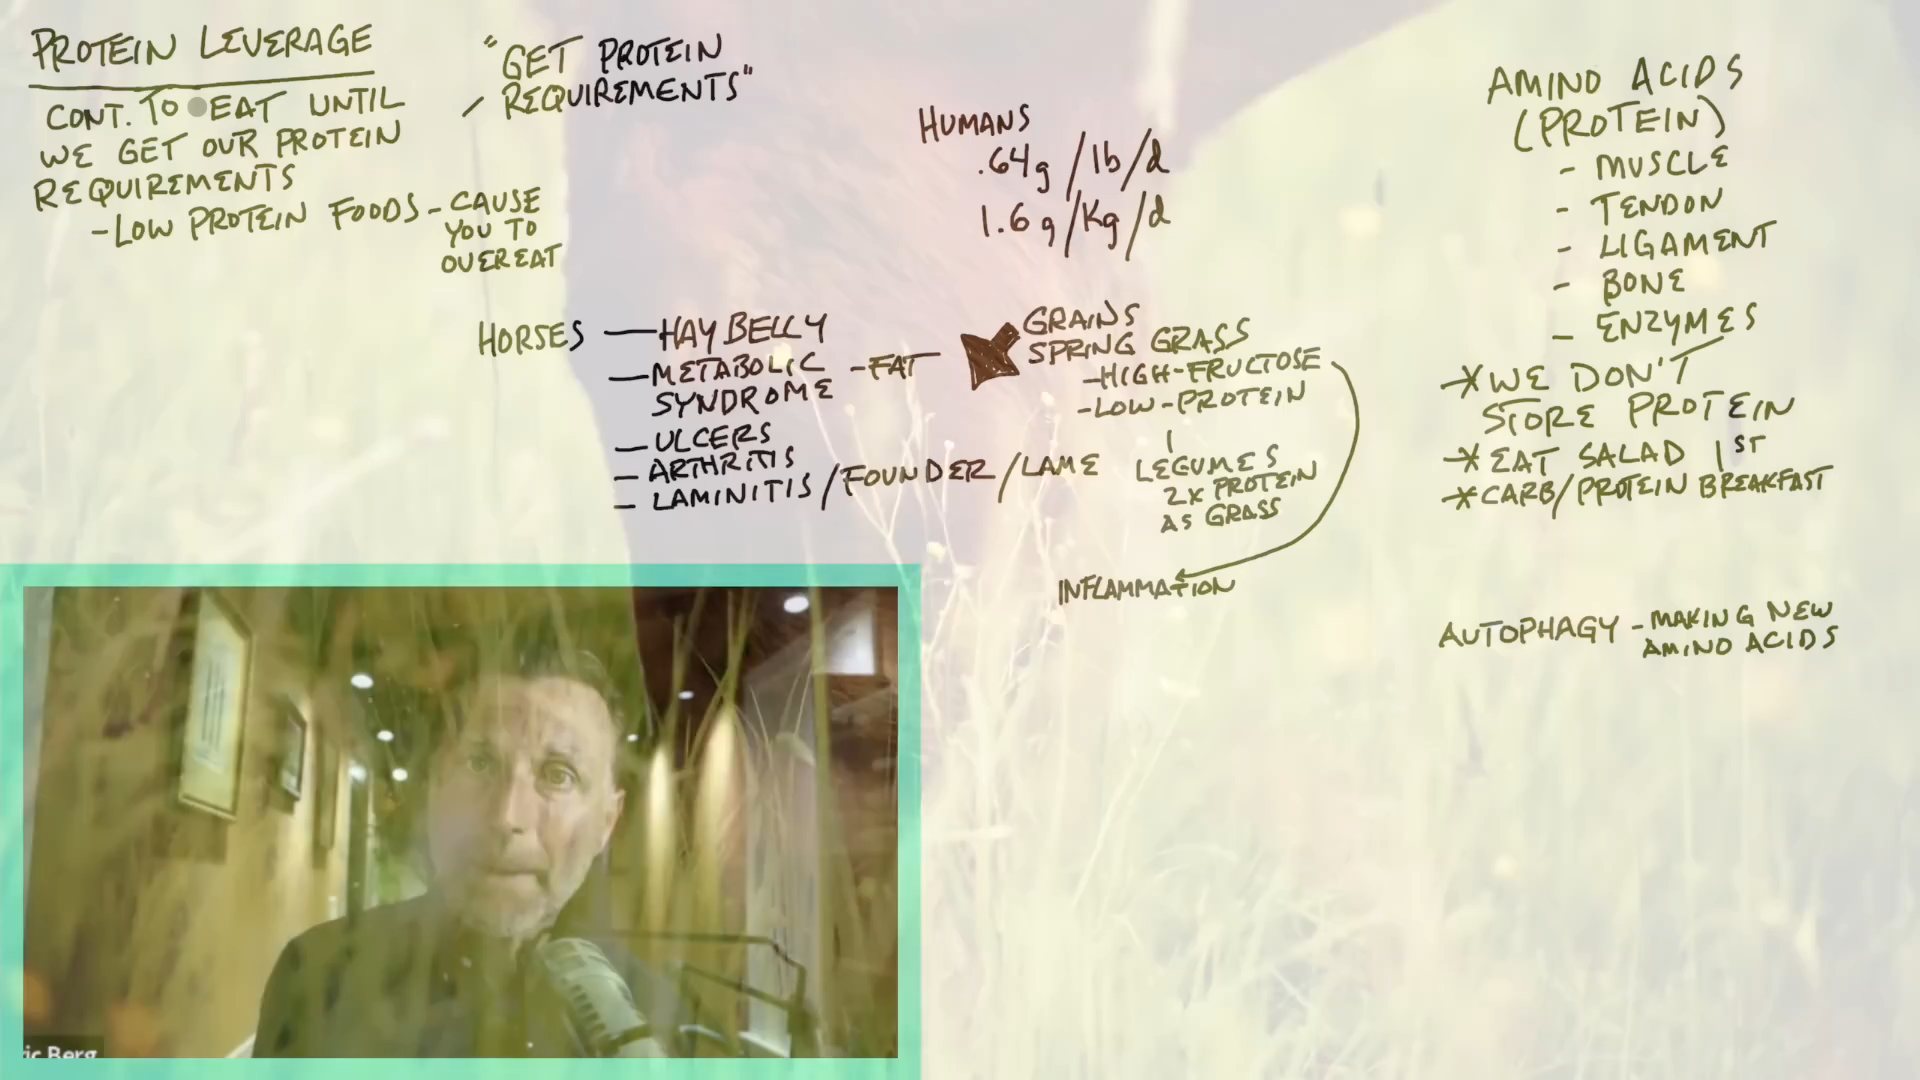 PROTEIN LEVERAGE
CONT. TO EAT UNTIL
WE GET OUR PROTEIN
REQUIREMENTS
- LOW PROTEIN FOODS - CAUSE
YOU TO
OVEREAT
"GET PROTEIN
REQUIREMENTS"
HUMANS
.64g/lb/d
1.6g/Kg/d
HORSES — HAY BELLY
— METABOLIC - FAT
SYNDROME
— ULCERS
— ARTHRITIS
— LAMINITIS/FOUNDER/LAME
GRAINS
SPRING GRASS
- HIGH-FRUCTOSE
- LOW-PROTEIN
LEGUMES
2X PROTEIN
AS GRASS
INFLAMMATION
AMINO ACIDS
(PROTEIN)
- MUSCLE
- TENDON
- LIGAMENT
- BONE
- ENZYMES
* WE DON'T
STORE PROTEIN
* EAT SALAD 1ST
* CARB/PROTEIN BREAKFAST
AUTOPHAGY - MAKING NEW
AMINO ACIDS
ic Berg